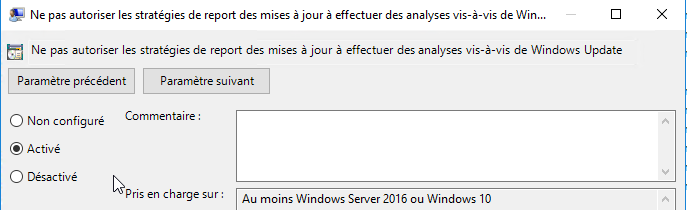 Ne pas autoriser les stratégies de report des mises à jour à effectuer des analyses vis-à-vis de Win...
Ne pas autoriser les stratégies de report des mises à jour à effectuer des analyses vis-à-vis de Windows Update
Paramètre précédent Paramètre suivant
Non configuré Commentaire :
Activé
Désactivé
Pris en charge sur : Au moins Windows Server 2016 ou Windows 10